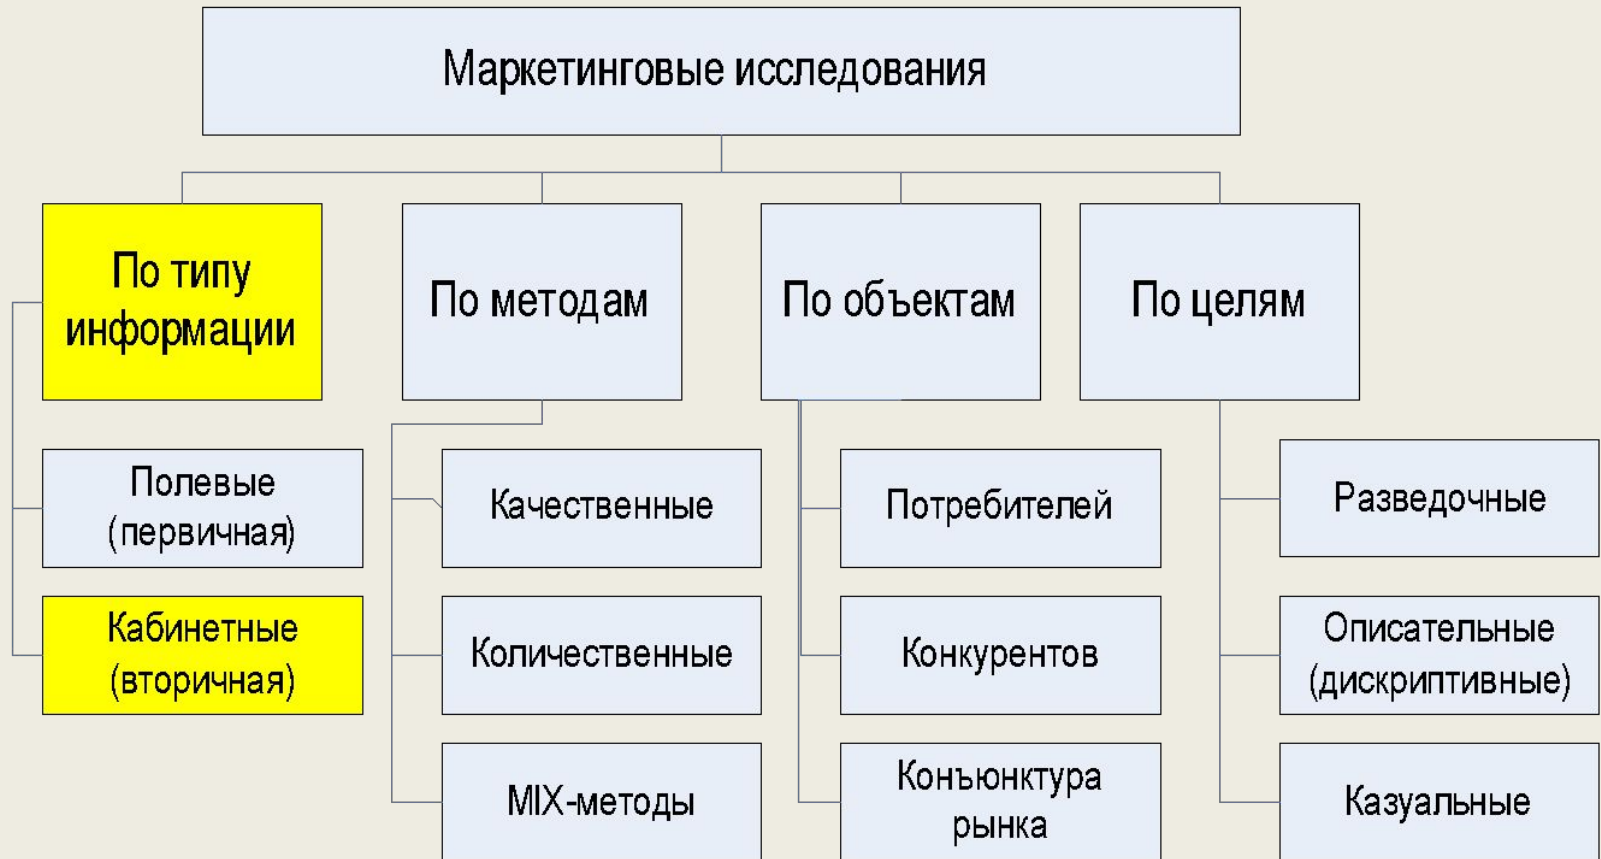 Маркетинговые исследования
По типу
информации
По методам
По объектам
По целям
Полевые
(первичная)
Кабинетные
(вторичная)
Качественные
Количественные
MIX-методы
Потребителей
Конкурентов
Конъюнктура
рынка
Разведочные
Описательные
(дискриптивные)
Казуальные